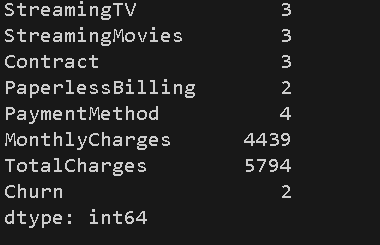 StreamingTV 3
StreamingMovies 3
Contract 3
PaperlessBilling 2
PaymentMethod 4
MonthlyCharges 4439
TotalCharges 5794
Churn 2
dtype: int64